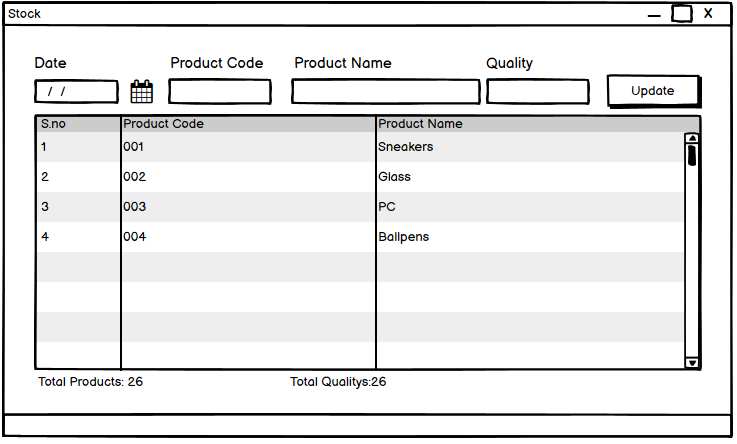 Stock X
Date Product Code Product Name Quality
/ / Update
S.no Product Code Product Name
1 001 Sneakers
2 002 Glass
3 003 PC
4 004 Ballpens
Total Products: 26 Total Qualitys:26